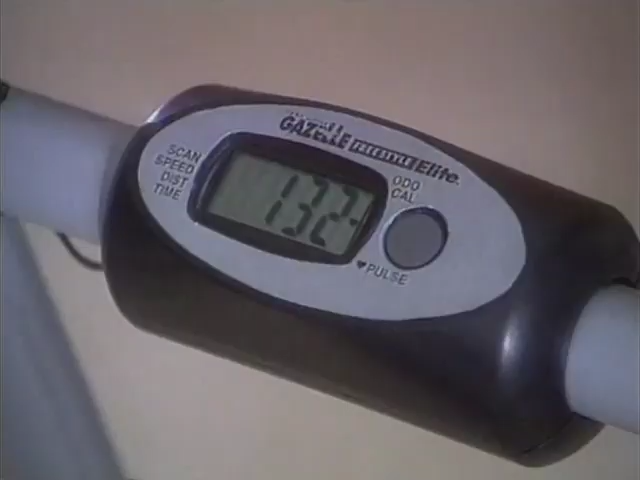 GAZELLE Elite
SCAN
SPEED
DIST
TIME
132
ODO
CAL
♥PULSE